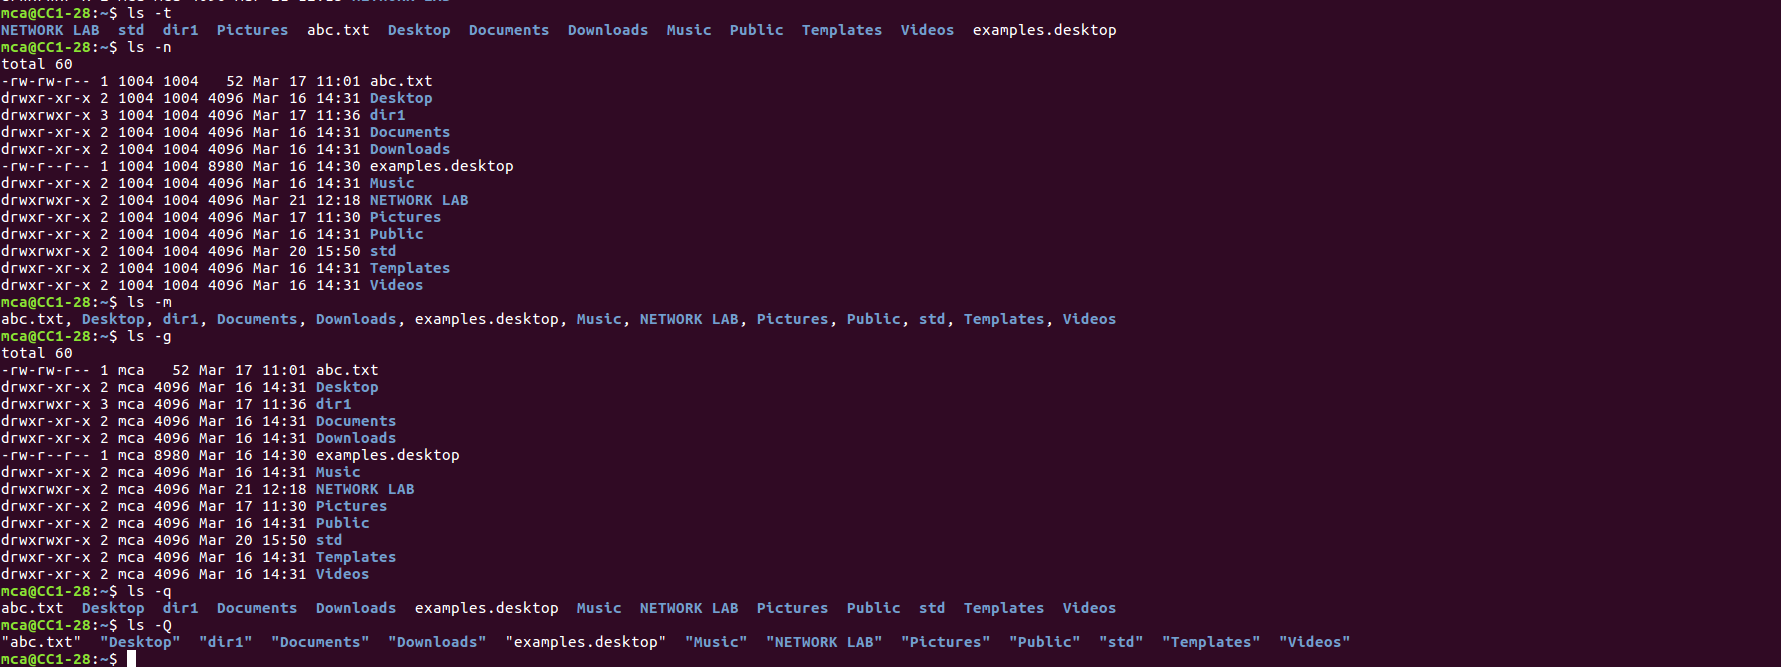 mca@CC1-28:~$ ls -t
NETWORK LAB  std  dir1  Pictures  abc.txt  Desktop  Documents  Downloads  Music  Public  Templates  Videos  examples.desktop
mca@CC1-28:~$ ls -n
total 60
-rw-rw-r-- 1 1004 1004   52 Mar 17 11:01 abc.txt
drwxr-xr-x 2 1004 1004 4096 Mar 16 14:31 Desktop
drwxrwxr-x 3 1004 1004 4096 Mar 17 11:36 dir1
drwxr-xr-x 2 1004 1004 4096 Mar 16 14:31 Documents
drwxr-xr-x 2 1004 1004 4096 Mar 16 14:31 Downloads
-rw-r--r-- 1 1004 1004 8980 Mar 16 14:30 examples.desktop
drwxr-xr-x 2 1004 1004 4096 Mar 16 14:31 Music
drwxrwxr-x 2 1004 1004 4096 Mar 21 12:18 NETWORK LAB
drwxr-xr-x 2 1004 1004 4096 Mar 17 11:30 Pictures
drwxr-xr-x 2 1004 1004 4096 Mar 16 14:31 Public
drwxrwxr-x 2 1004 1004 4096 Mar 20 15:50 std
drwxr-xr-x 2 1004 1004 4096 Mar 16 14:31 Templates
drwxr-xr-x 2 1004 1004 4096 Mar 16 14:31 Videos
mca@CC1-28:~$ ls -m
abc.txt, Desktop, dir1, Documents, Downloads, examples.desktop, Music, NETWORK LAB, Pictures, Public, std, Templates, Videos
mca@CC1-28:~$ ls -g
total 60
-rw-rw-r-- 1 mca   52 Mar 17 11:01 abc.txt
drwxr-xr-x 2 mca 4096 Mar 16 14:31 Desktop
drwxrwxr-x 3 mca 4096 Mar 17 11:36 dir1
drwxr-xr-x 2 mca 4096 Mar 16 14:31 Documents
drwxr-xr-x 2 mca 4096 Mar 16 14:31 Downloads
-rw-r--r-- 1 mca 8980 Mar 16 14:30 examples.desktop
drwxr-xr-x 2 mca 4096 Mar 16 14:31 Music
drwxrwxr-x 2 mca 4096 Mar 21 12:18 NETWORK LAB
drwxr-xr-x 2 mca 4096 Mar 17 11:30 Pictures
drwxr-xr-x 2 mca 4096 Mar 16 14:31 Public
drwxrwxr-x 2 mca 4096 Mar 20 15:50 std
drwxr-xr-x 2 mca 4096 Mar 16 14:31 Templates
drwxr-xr-x 2 mca 4096 Mar 16 14:31 Videos
mca@CC1-28:~$ ls -q
abc.txt  Desktop  dir1  Documents  Downloads  examples.desktop  Music  NETWORK LAB  Pictures  Public  std  Templates  Videos
mca@CC1-28:~$ ls -Q
"abc.txt"  "Desktop"  "dir1"  "Documents"  "Downloads"  "examples.desktop"  "Music"  "NETWORK LAB"  "Pictures"  "Public"  "std"  "Templates"  "Videos"
mca@CC1-28:~$